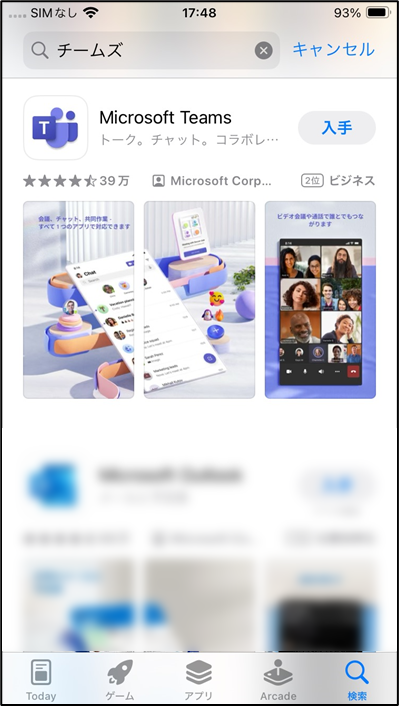 SIMなし 17:48 93%
チームズ キャンセル
Microsoft Teams
トーク。チャット。コラボレ…
入手
39万 Microsoft Corp... 2位 ビジネス
会議、チャット、共同作業 -
すべて1つのアプリで対応できます
Chat
ビデオ会議や通話で誰とでもつな
がります
Microsoft Outlook
Today ゲーム アプリ Arcade 検索